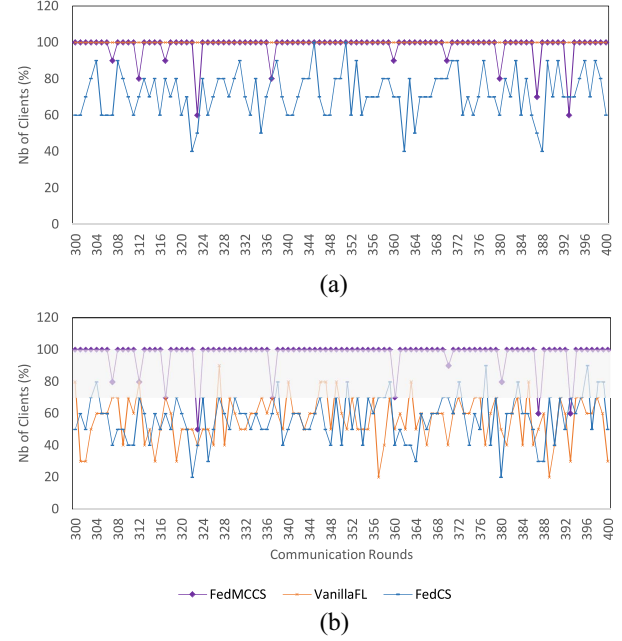 120
100
80
60
40
20
0
Nb of Clients (%)
300 304 308 312 316 320 324 328 332 336 340 344 448 352 356 360 364 368 372 376 380 384 388 392 396 400
(a)
120
100
80
60
40
20
0
Nb of Clients (%)
300 304 308 312 316 320 324 328 332 336 340 344 348 352 356 360 364 368 372 376 380 384 388 392 396 400
Communication Rounds
FedMCCS VanillaFL FedCS
(b)